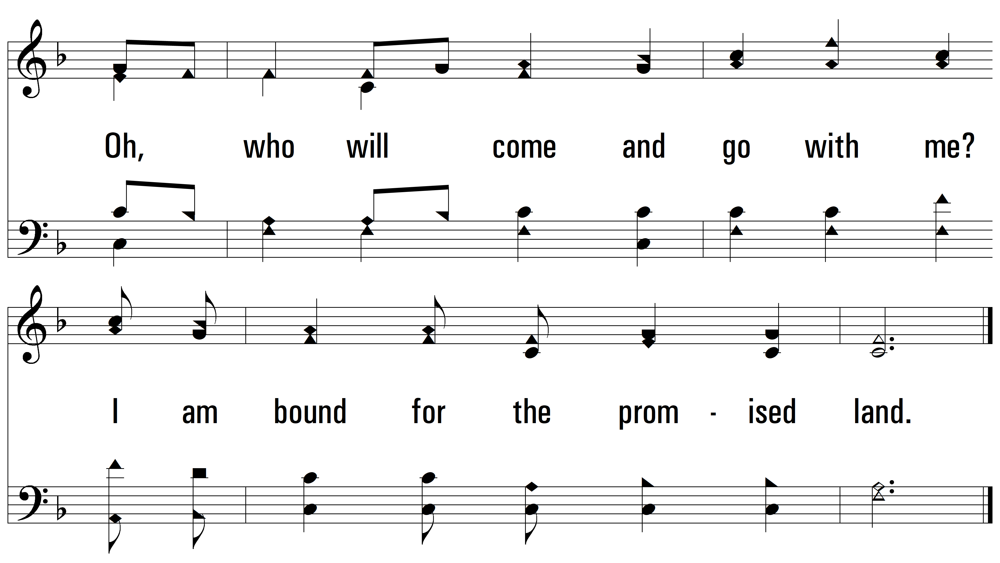 Oh, who will come and go with me?
I am bound for the prom - ised land.